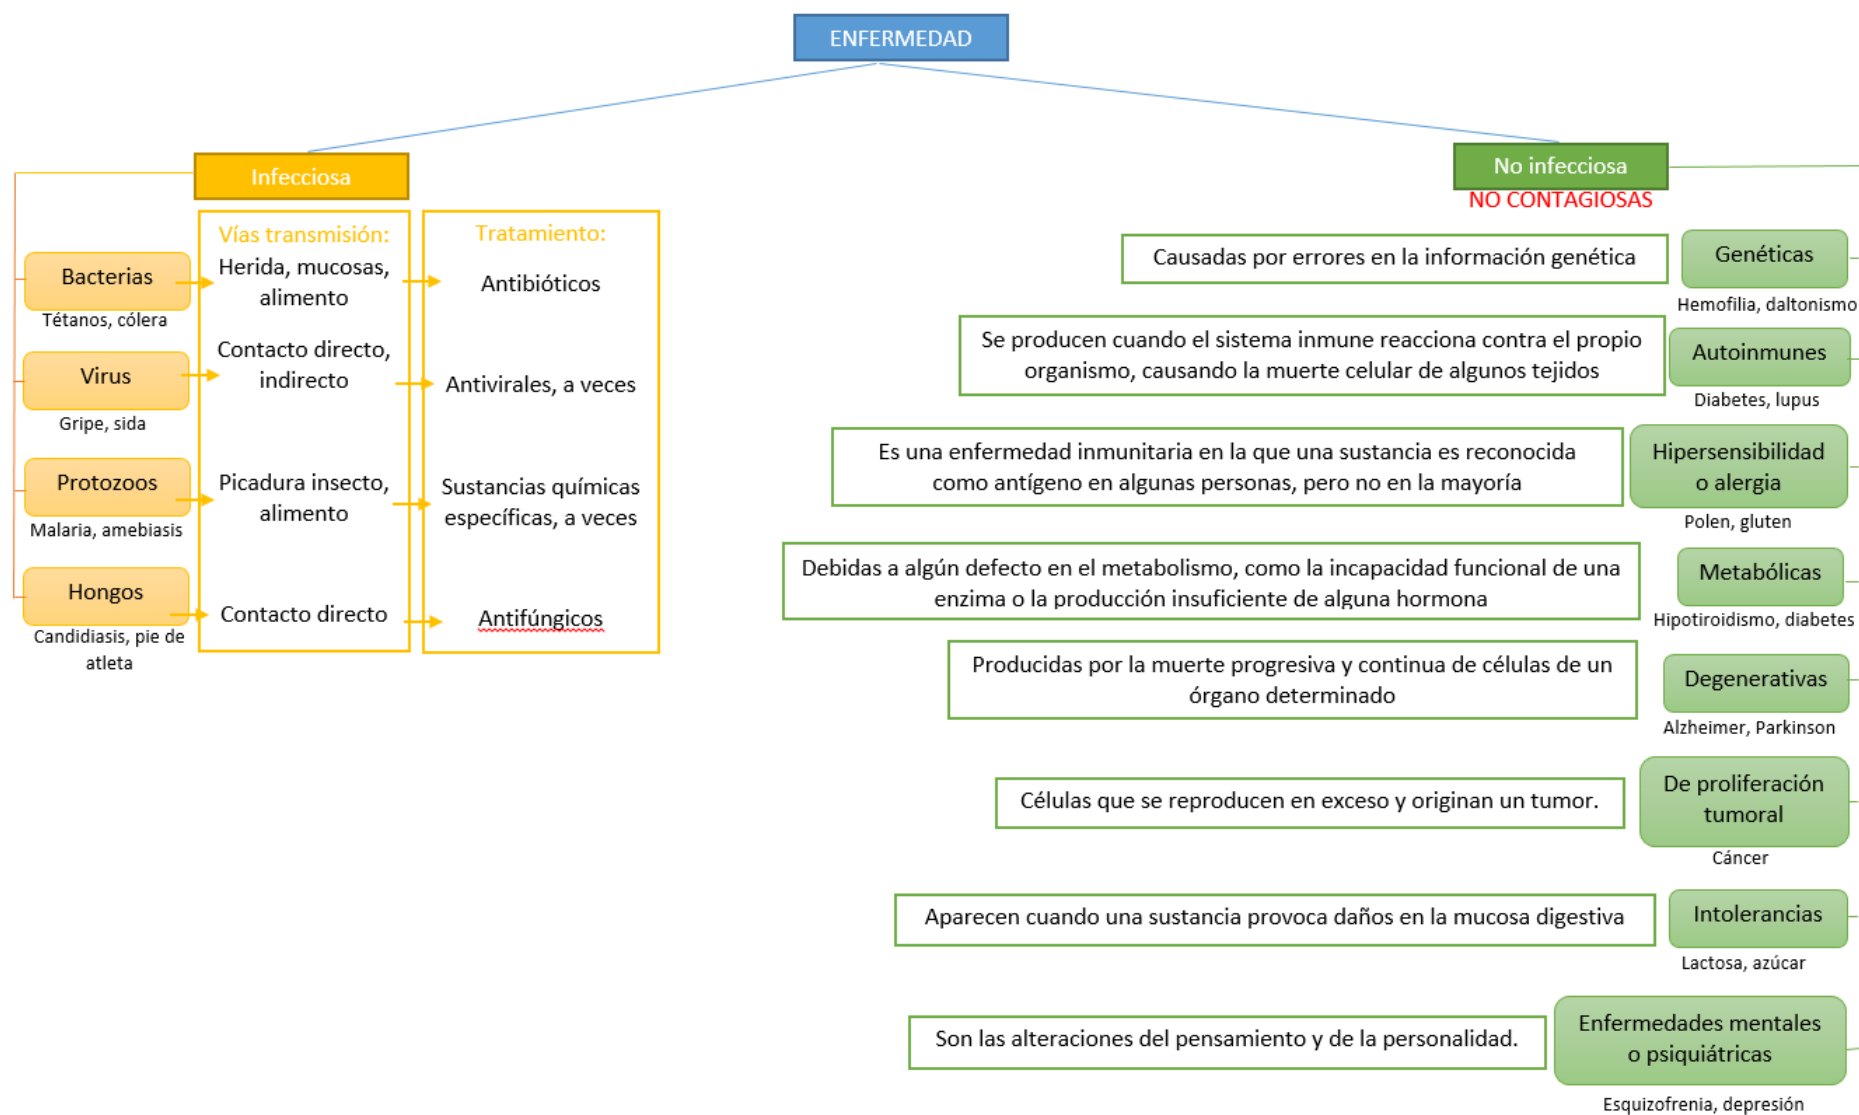 ENFERMEDAD
Infecciosa
Vías transmisión:
Tratamiento:
Bacterias
Tétanos, cólera
Herida, mucosas,
alimento
Antibióticos
Virus
Gripe, sida
Contacto directo,
indirecto
Antivirales, a veces
Protozoos
Malaria, amebiasis
Picadura insecto,
alimento
Sustancias químicas
específicas, a veces
Hongos
Candidiasis, pie de
atleta
Contacto directo
Antifúngicos
No infecciosa
NO CONTAGIOSAS
Causadas por errores en la información genética
Genéticas
Hemofilia, daltonismo
Se producen cuando el sistema inmune reacciona contra el propio
organismo, causando la muerte celular de algunos tejidos
Autoinmunes
Diabetes, lupus
Es una enfermedad inmunitaria en la que una sustancia es reconocida
como antígeno en algunas personas, pero no en la mayoría
Hipersensibilidad
o alergia
Polen, gluten
Debidas a algún defecto en el metabolismo, como la incapacidad funcional de una
enzima o la producción insuficiente de alguna hormona
Metabólicas
Hipotiroidismo, diabetes
Producidas por la muerte progresiva y continua de células de un
órgano determinado
Degenerativas
Alzheimer, Parkinson
Células que se reproducen en exceso y originan un tumor.
De proliferación
tumoral
Cáncer
Aparecen cuando una sustancia provoca daños en la mucosa digestiva
Intolerancias
Lactosa, azúcar
Son las alteraciones del pensamiento y de la personalidad.
Enfermedades mentales
o psiquiátricas
Esquizofrenia, depresión